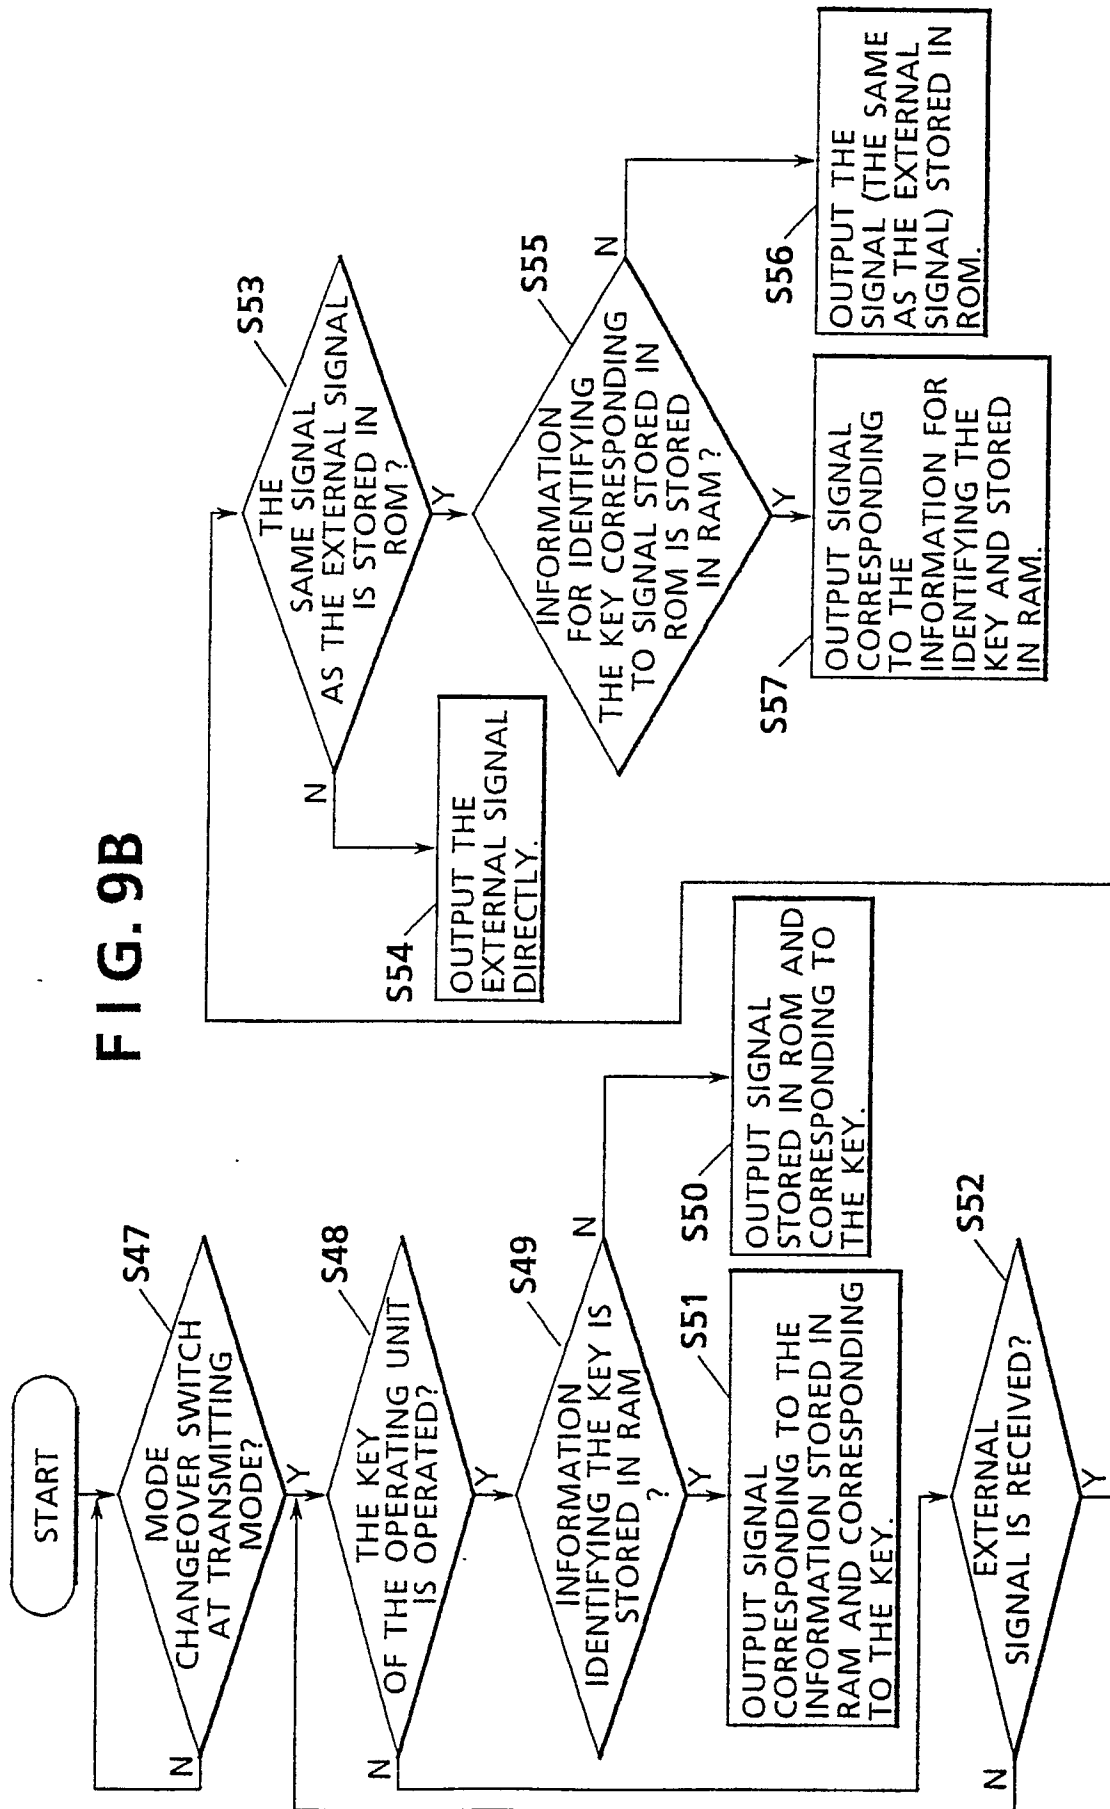 FIG. 9B
START
MODE
CHANGEOVER SWITCH
AT TRANSMITTING
MODE?
S47
N
Y
THE KEY
OF THE OPERATING UNIT
IS OPERATED?
S48
N
Y
INFORMATION
IDENTIFYING THE KEY IS
STORED IN RAM
?
S49
N
Y
S50
OUTPUT SIGNAL
STORED IN ROM AND
CORRESPONDING TO
THE KEY.
S51
OUTPUT SIGNAL
CORRESPONDING TO THE
INFORMATION STORED IN
RAM AND CORRESPONDING
TO THE KEY.
EXTERNAL
SIGNAL IS RECEIVED?
S52
N
Y
THE
SAME SIGNAL
AS THE EXTERNAL SIGNAL
IS STORED IN
ROM?
S53
N
Y
S54
OUTPUT THE
EXTERNAL SIGNAL
DIRECTLY.
INFORMATION
FOR IDENTIFYING
THE KEY CORRESPONDING
TO SIGNAL STORED IN
ROM IS STORED
IN RAM?
S55
N
Y
S56
OUTPUT THE
SIGNAL (THE SAME
AS THE EXTERNAL
SIGNAL) STORED IN
ROM.
S57
OUTPUT SIGNAL
CORRESPONDING
TO THE
INFORMATION FOR
IDENTIFYING THE
KEY AND STORED
IN RAM.